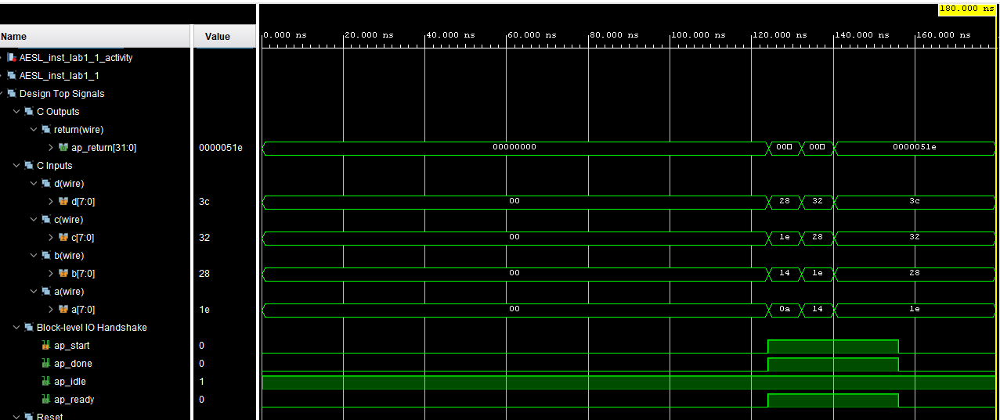 180.000 ns
Name Value
0.000 ns 20.000 ns 40.000 ns 60.000 ns 80.000 ns 100.000 ns 120.000 ns 140.000 ns 160.000 ns
AESL_inst_lab1_1_activity
AESL_inst_lab1_1
Design Top Signals
C Outputs
return(wire)
ap_return[31:0] 0000051e 00000000 00□ 00□ 0000051e
C Inputs
d(wire)
d[7:0] 3c 00 28 32 3c
c(wire)
c[7:0] 32 00 1e 28 32
b(wire)
b[7:0] 28 00 14 1e 28
a(wire)
a[7:0] 1e 00 0a 14 1e
Block-level IO Handshake
ap_start 0
ap_done 0
ap_idle 1
ap_ready 0
Reset